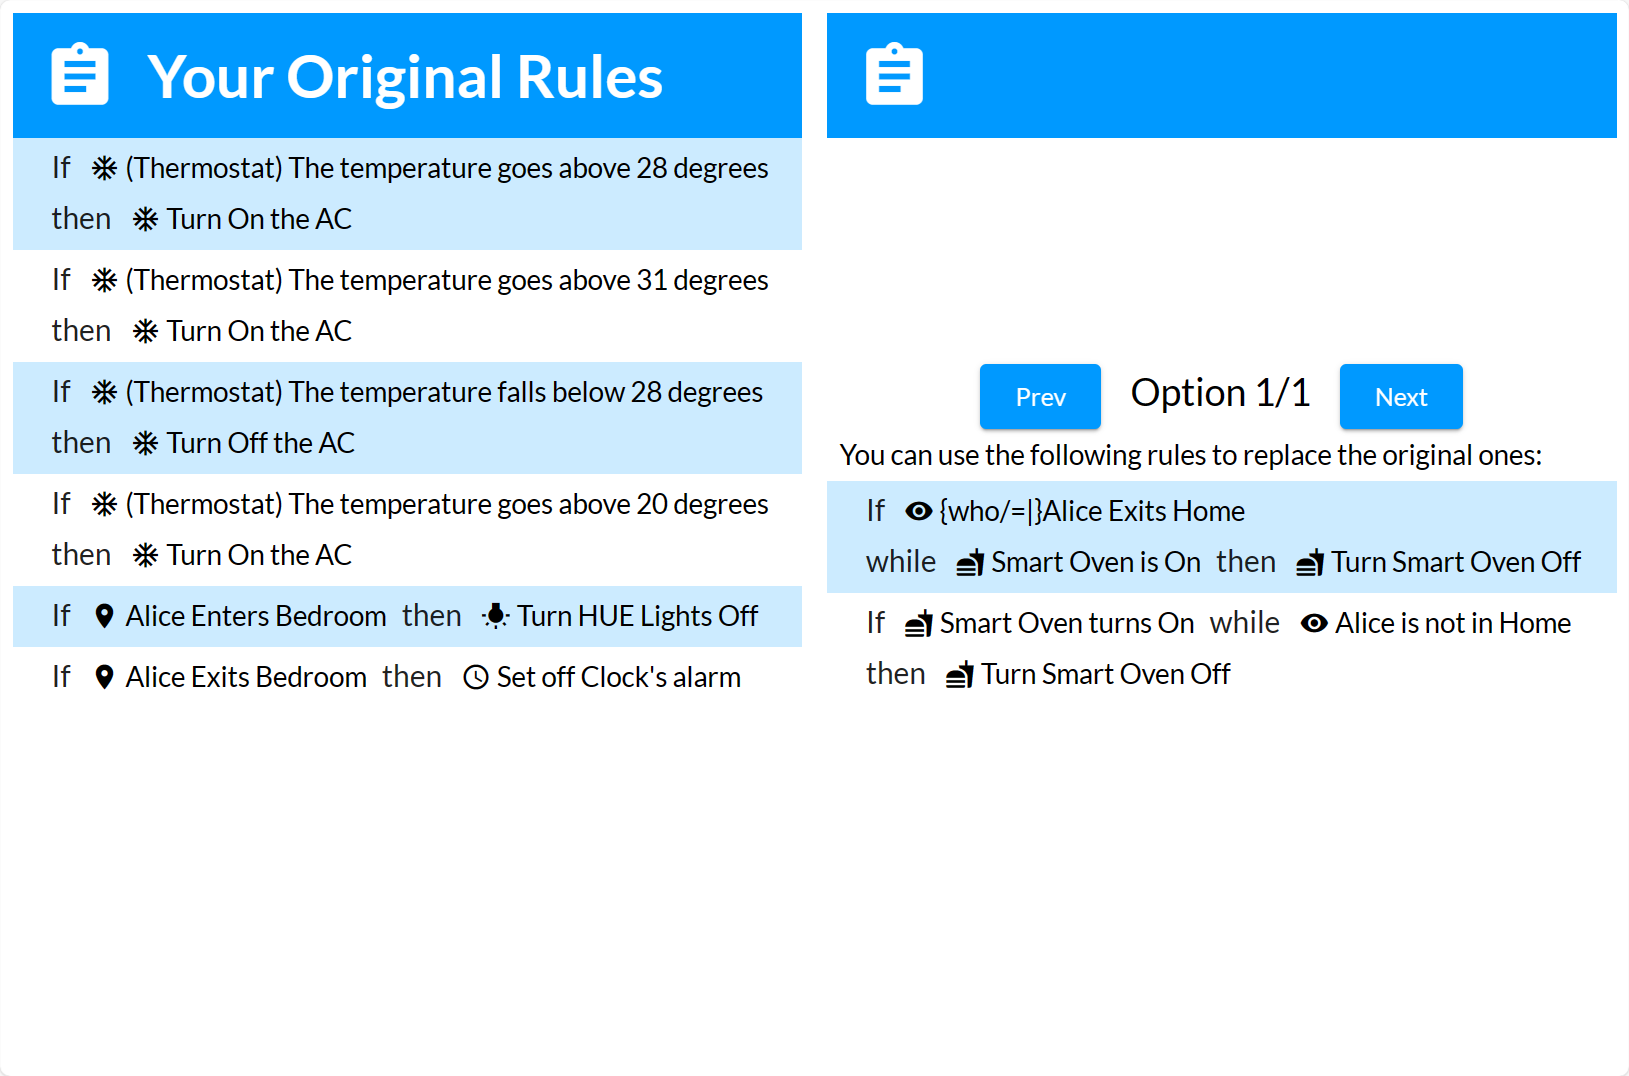 Your Original Rules
If (Thermostat) The temperature goes above 28 degrees
then Turn On the AC
If (Thermostat) The temperature goes above 31 degrees
then Turn On the AC
If (Thermostat) The temperature falls below 28 degrees
then Turn Off the AC
If (Thermostat) The temperature goes above 20 degrees
then Turn On the AC
If Alice Enters Bedroom then Turn HUE Lights Off
If Alice Exits Bedroom then Set off Clock's alarm
Prev Option 1/1 Next
You can use the following rules to replace the original ones:
If {who/=|}Alice Exits Home
while Smart Oven is On then Turn Smart Oven Off
If Smart Oven turns On while Alice is not in Home
then Turn Smart Oven Off